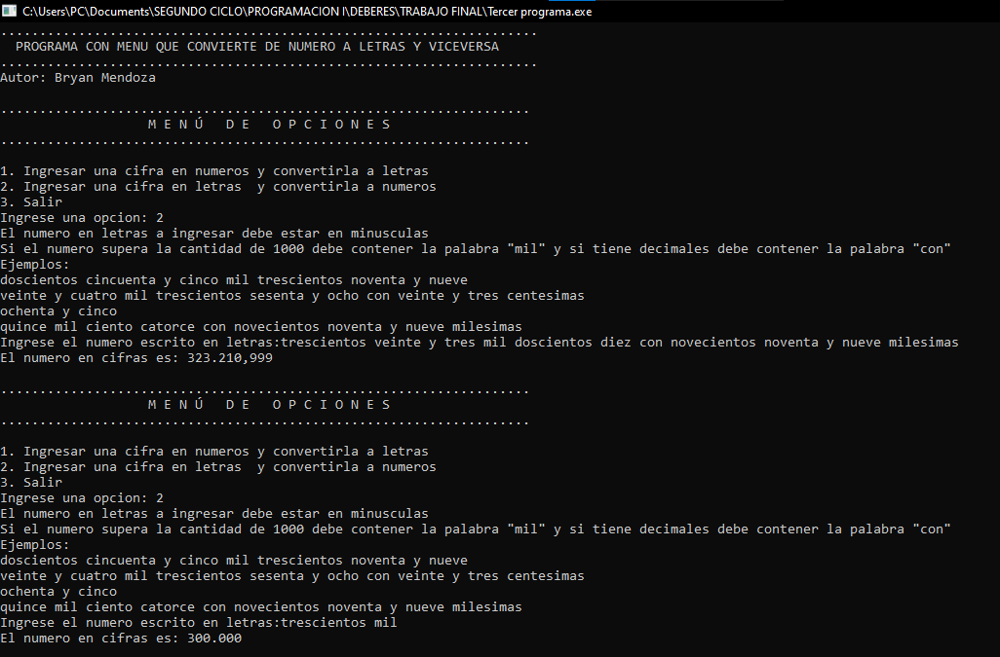 C:\Users\PC\Documents\SEGUNDO CICLO\PROGRAMACION I\DEBERES\TRABAJO FINAL\Tercer programa.exe
.....................................................................
  PROGRAMA CON MENU QUE CONVIERTE DE NUMERO A LETRAS Y VICEVERSA
.....................................................................
Autor: Bryan Mendoza
....................................................................
M E N Ú   D E   O P C I O N E S
....................................................................
1. Ingresar una cifra en numeros y convertirla a letras
2. Ingresar una cifra en letras  y convertirla a numeros
3. Salir
Ingrese una opcion: 2
El numero en letras a ingresar debe estar en minusculas
Si el numero supera la cantidad de 1000 debe contener la palabra "mil" y si tiene decimales debe contener la palabra "con"
Ejemplos:
doscientos cincuenta y cinco mil trescientos noventa y nueve
veinte y cuatro mil trescientos sesenta y ocho con veinte y tres centesimas
ochenta y cinco
quince mil ciento catorce con novecientos noventa y nueve milesimas
Ingrese el numero escrito en letras:trescientos veinte y tres mil doscientos diez con novecientos noventa y nueve milesimas
El numero en cifras es: 323.210,999
....................................................................
M E N Ú   D E   O P C I O N E S
....................................................................
1. Ingresar una cifra en numeros y convertirla a letras
2. Ingresar una cifra en letras  y convertirla a numeros
3. Salir
Ingrese una opcion: 2
El numero en letras a ingresar debe estar en minusculas
Si el numero supera la cantidad de 1000 debe contener la palabra "mil" y si tiene decimales debe contener la palabra "con"
Ejemplos:
doscientos cincuenta y cinco mil trescientos noventa y nueve
veinte y cuatro mil trescientos sesenta y ocho con veinte y tres centesimas
ochenta y cinco
quince mil ciento catorce con novecientos noventa y nueve milesimas
Ingrese el numero escrito en letras:trescientos mil
El numero en cifras es: 300.000